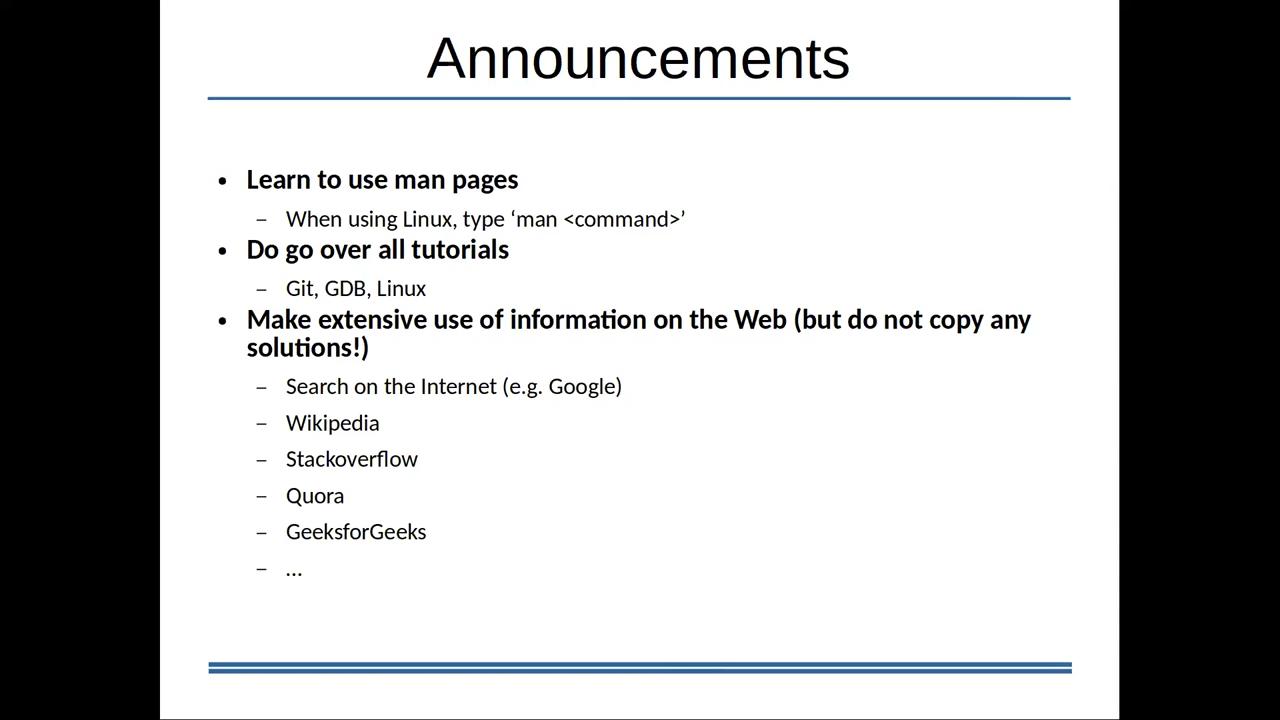 Announcements
• Learn to use man pages
– When using Linux, type ‘man <command>’
• Do go over all tutorials
– Git, GDB, Linux
• Make extensive use of information on the Web (but do not copy any
solutions!)
– Search on the Internet (e.g. Google)
– Wikipedia
– Stackoverflow
– Quora
– GeeksforGeeks
– ...